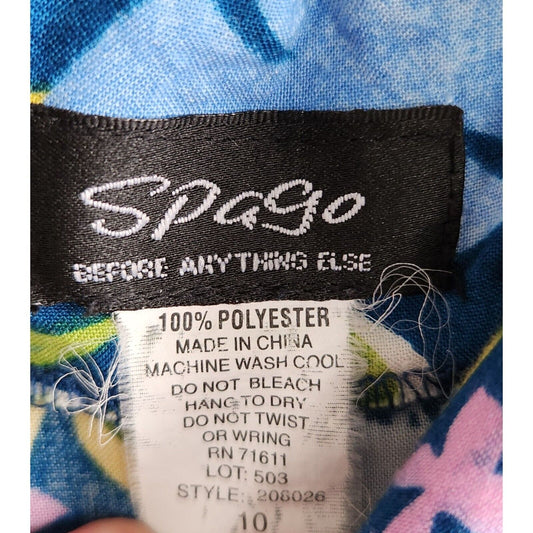 Spago
BEFORE ANYTHING ELSE
100% POLYESTER
MADE IN CHINA
MACHINE WASH COOL
DO NOT BLEACH
HANG TO DRY
DO NOT TWIST
OR WRING
RN 71611
LOT: 503
STYLE: 208026
10